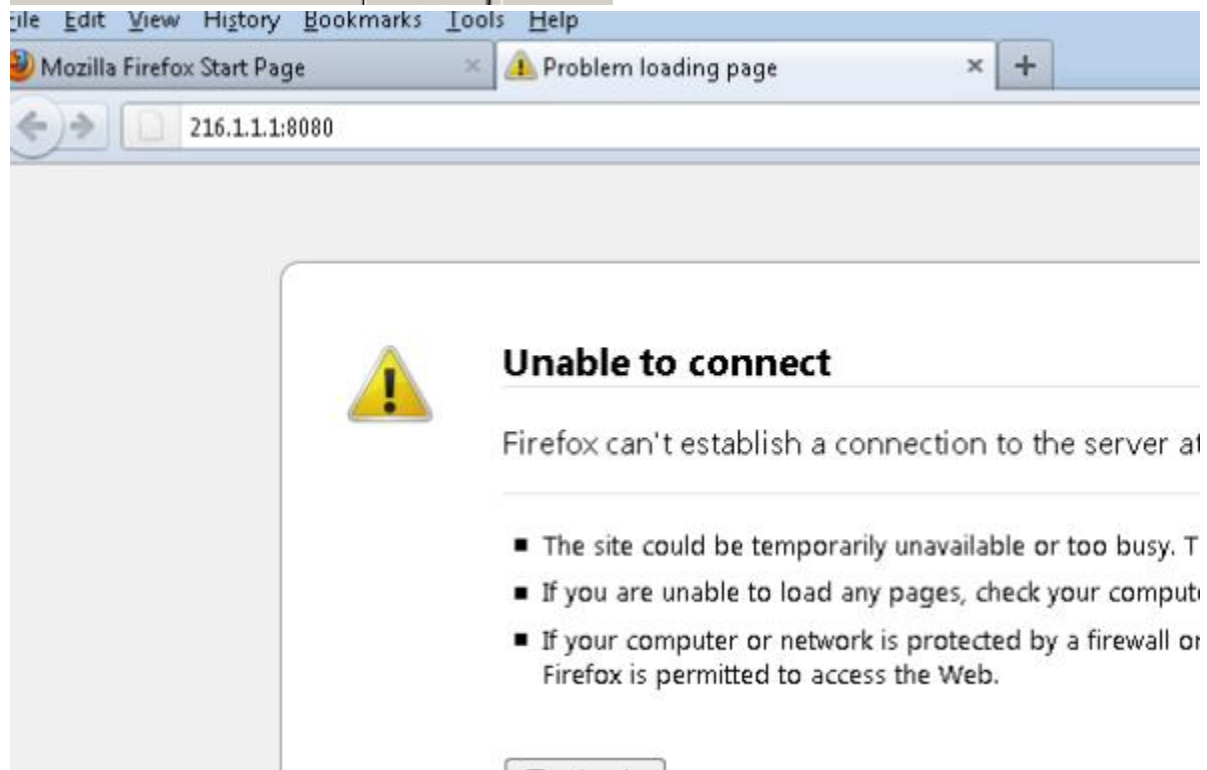 File Edit View History Bookmarks Tools Help
Mozilla Firefox Start Page Problem loading page
216.1.1.1:8080
Unable to connect
Firefox can't establish a connection to the server at
The site could be temporarily unavailable or too busy. T
If you are unable to load any pages, check your compute
If your computer or network is protected by a firewall or
Firefox is permitted to access the Web.